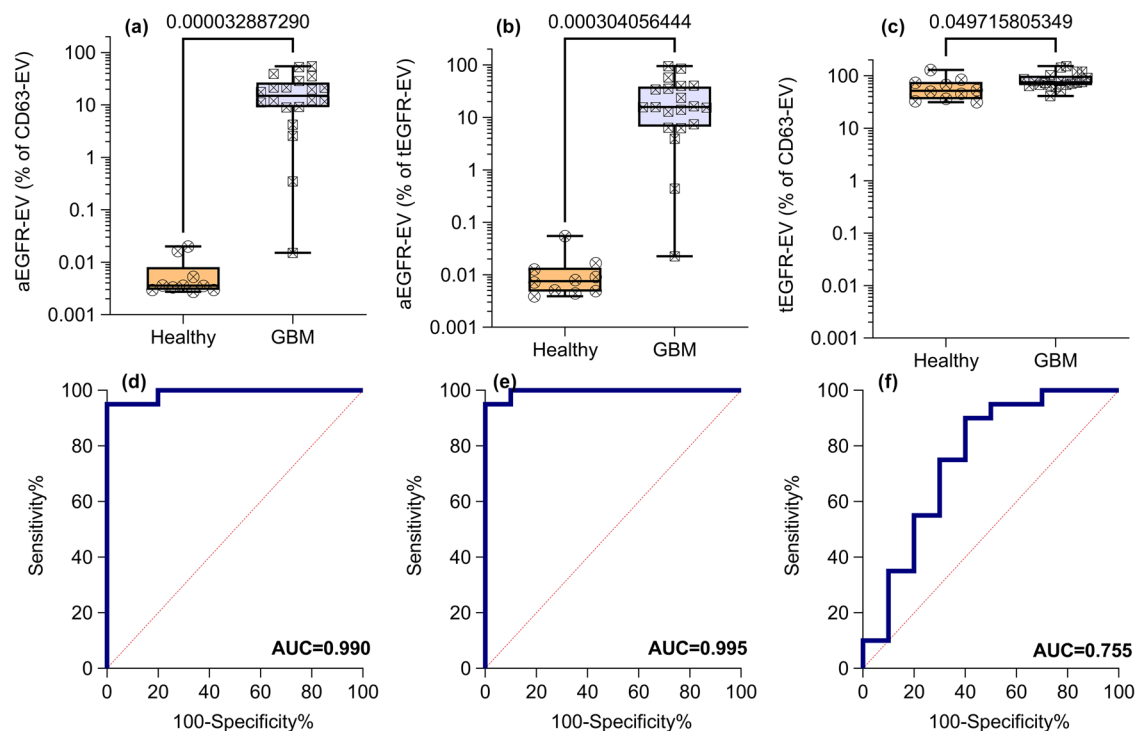 (a)
0.000032887290
aEGFR-EV (% of CD63-EV)
100
10
1
0.1
0.01
0.001
Healthy
GBM
(b)
0.000304056444
aEGFR-EV (% of tEGFR-EV)
100
10
1
0.1
0.01
0.001
Healthy
GBM
(c)
0.049715805349
tEGFR-EV (% of CD63-EV)
100
10
1
0.1
0.01
0.001
Healthy
GBM
(d)
Sensitivity%
100
80
60
40
20
0
AUC=0.990
0 20 40 60 80 100
100-Specificity%
(e)
Sensitivity%
100
80
60
40
20
0
AUC=0.995
0 20 40 60 80 100
100-Specificity%
(f)
Sensitivity%
100
80
60
40
20
0
AUC=0.755
0 20 40 60 80 100
100-Specificity%